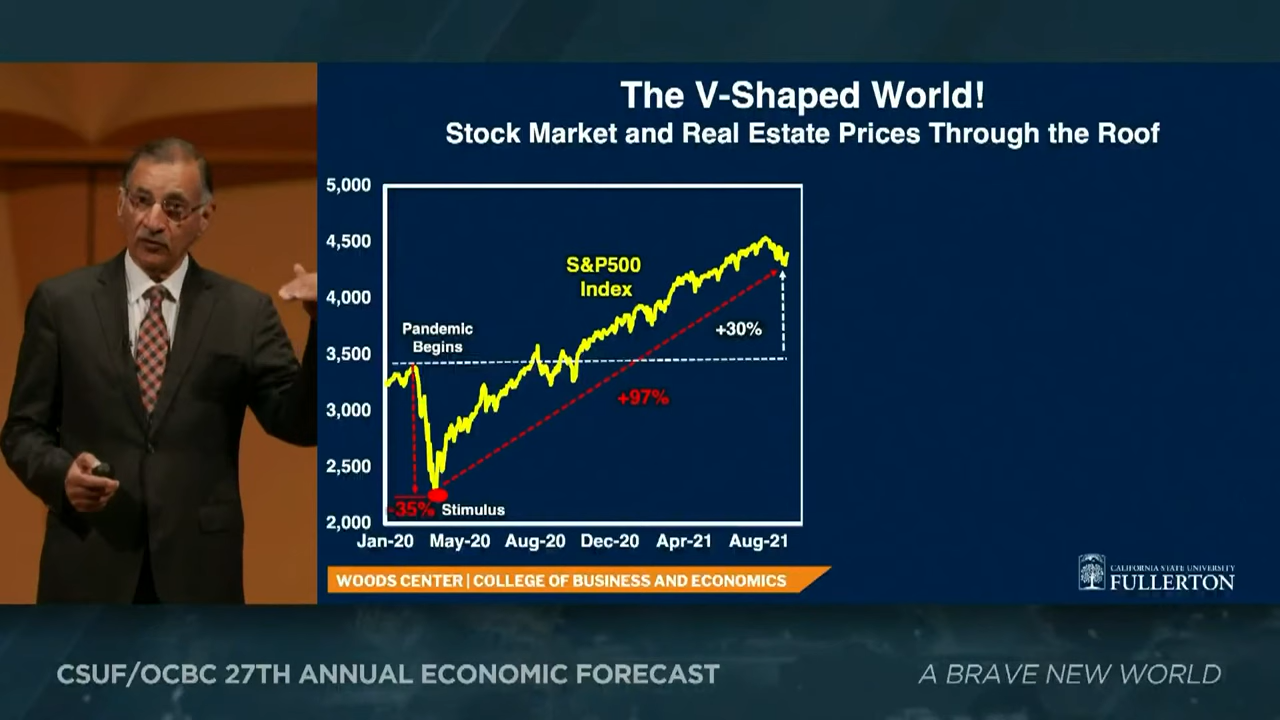 The V-Shaped World!
Stock Market and Real Estate Prices Through the Roof
5,000
4,500
4,000
3,500
3,000
2,500
2,000
S&P500
Index
Pandemic
Begins
+30%
+97%
-35%
Stimulus
Jan-20 May-20 Aug-20 Dec-20 Apr-21 Aug-21
WOODS CENTER | COLLEGE OF BUSINESS AND ECONOMICS
CALIFORNIA STATE UNIVERSITY
FULLERTON
CSUF/OCBC 27TH ANNUAL ECONOMIC FORECAST
A BRAVE NEW WORLD